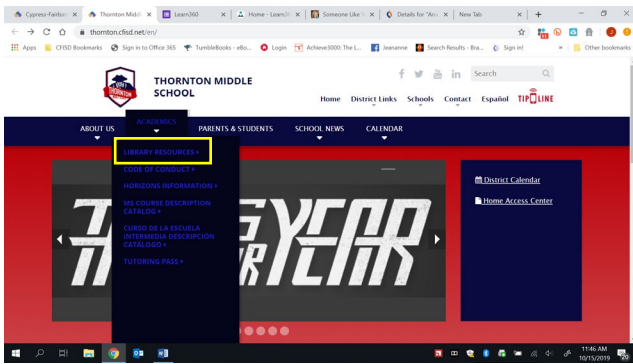 Cypress-Fairban
Thornton Middl
Learn360
Home - Learn3
Someone Like
Details for "Ano
New Tab
thornton.cfisd.net/en/
Apps
CFISD Bookmarks
Sign in to Office 365
TumbleBooks - eBo...
Login
Achieve3000: The L...
Jeasanne
Search Results - Bra...
Sign in!
Other bookmarks
THORNTON
THORNTON MIDDLE
SCHOOL
Search
Home District Links Schools Contact Español TIPLINE
ABOUT US ACADEMICS PARENTS & STUDENTS SCHOOL NEWS CALENDAR
LIBRARY RESOURCES
CODE OF CONDUCT
HORIZONS INFORMATION
MS COURSE DESCRIPTION
CATALOG
CURSO DE LA ESCUELA
INTERMEDIA DESCRIPCIÓN
CATÁLOGO
TUTORING PASS
District Calendar
Home Access Center
YEAR
11:46 AM
10/15/2019
20